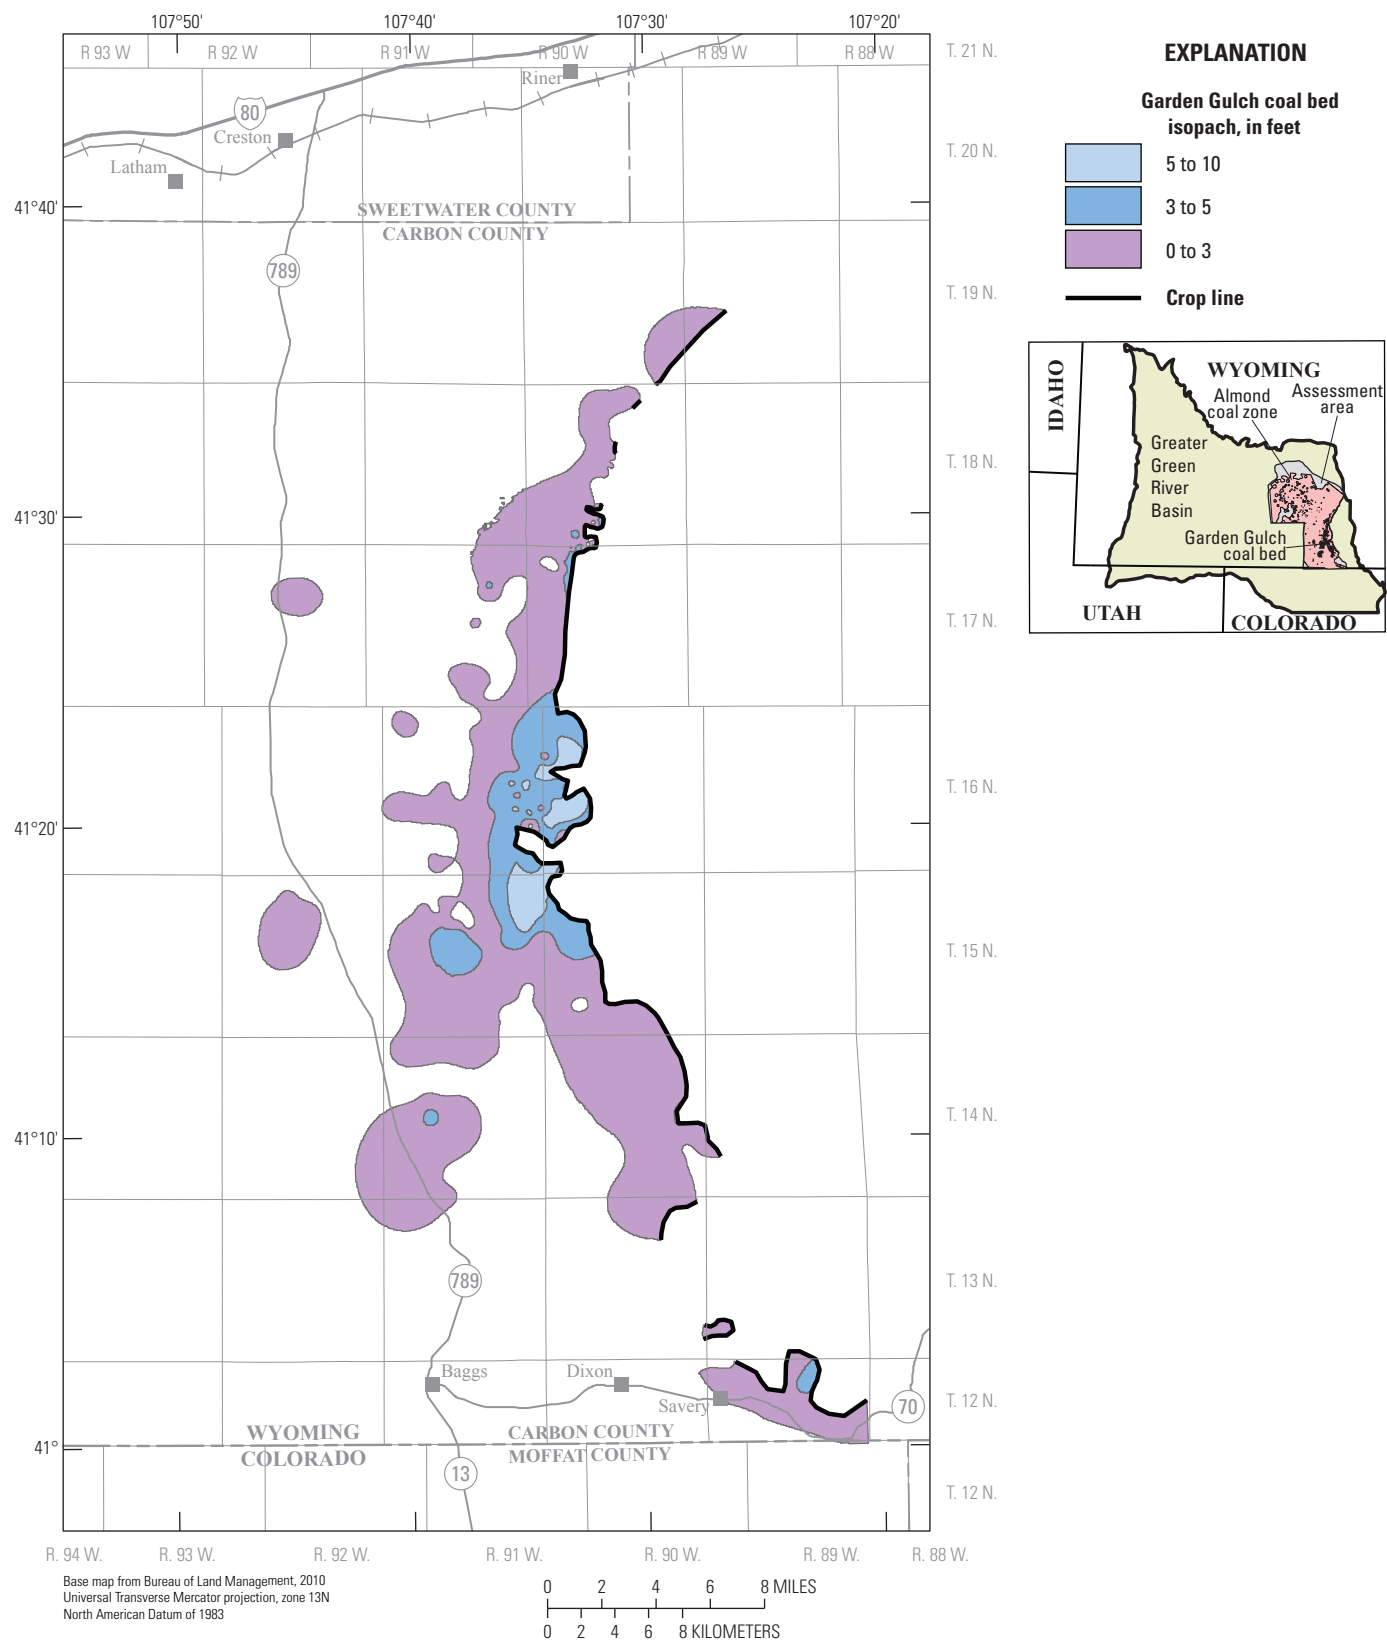 107°50' 107°40' 107°30' 107°20'
R 93 W R 92 W R 91 W R 90 W R 89 W R 88 W
T. 21 N.
Riner
80
Creston
Latham
T. 20 N.
41°40'
SWEETWATER COUNTY
CARBON COUNTY
789
T. 19 N.
T. 18 N.
41°30'
T. 17 N.
T. 16 N.
41°20'
T. 15 N.
T. 14 N.
41°10'
T. 13 N.
789
Baggs
Dixon
Savery
T. 12 N.
70
WYOMING
COLORADO
CARBON COUNTY
MOFFAT COUNTY
41°
13
T. 12 N.
R. 94 W. R. 93 W. R. 92 W. R. 91 W. R. 90 W. R. 89 W. R. 88 W.
Base map from Bureau of Land Management, 2010
Universal Transverse Mercator projection, zone 13N
North American Datum of 1983
0 2 4 6 8 MILES
0 2 4 6 8 KILOMETERS
EXPLANATION
Garden Gulch coal bed
isopach, in feet
5 to 10
3 to 5
0 to 3
Crop line
IDAHO
WYOMING
Almond
coal zone
Assessment
area
Greater
Green
River
Basin
Garden Gulch
coal bed
UTAH
COLORADO